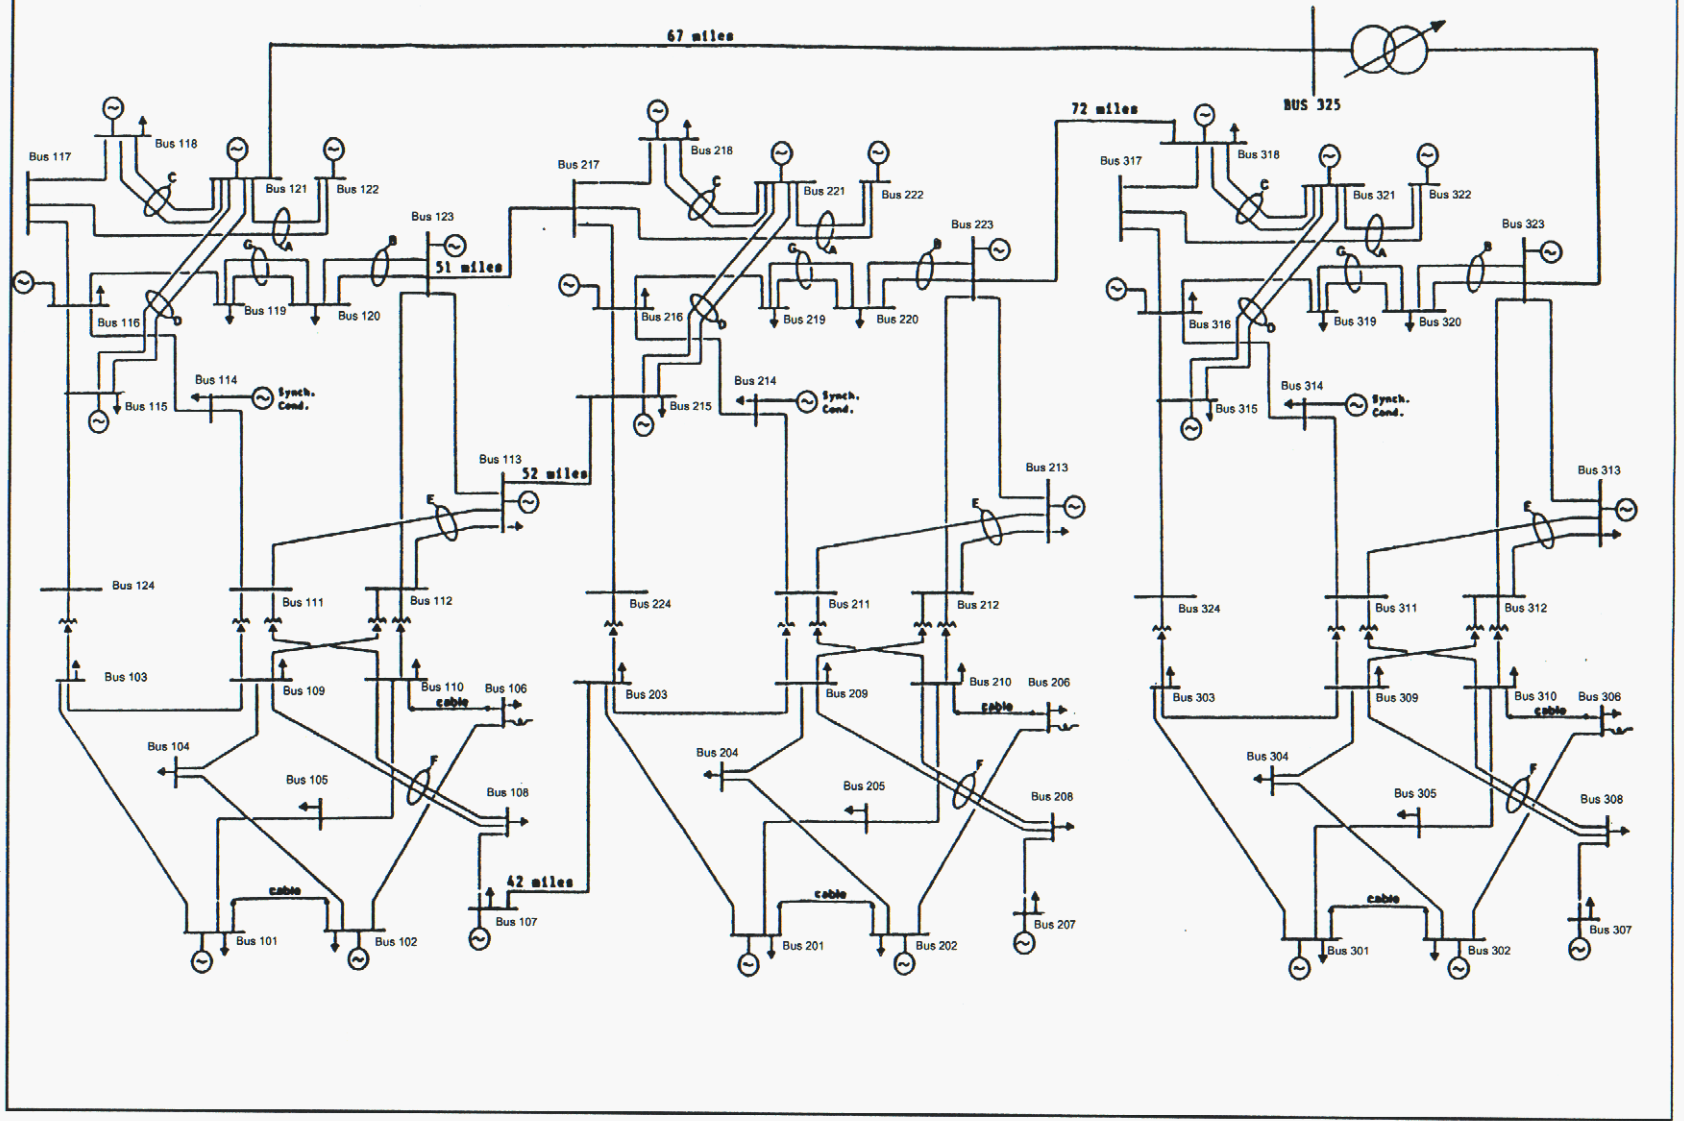 67 miles
BUS 325
72 miles
Bus 118
Bus 117
C
Bus 121
Bus 122
Bus 123
G
A
B
51 miles
Bus 116
D
Bus 119
Bus 120
Bus 114
Synch.
Cond.
Bus 115
Bus 113
52 miles
E
Bus 124
Bus 111
Bus 112
Bus 103
Bus 109
Bus 110
Bus 106
cable
Bus 104
F
Bus 105
Bus 108
42 miles
cable
Bus 107
Bus 101
Bus 102
Bus 218
Bus 217
C
Bus 221
Bus 222
Bus 223
G
A
B
Bus 216
D
Bus 219
Bus 220
Bus 214
Synch.
Cond.
Bus 215
Bus 213
E
Bus 224
Bus 211
Bus 212
Bus 203
Bus 209
Bus 210
Bus 206
cable
Bus 204
F
Bus 205
Bus 208
cable
Bus 207
Bus 201
Bus 202
Bus 318
Bus 317
C
Bus 321
Bus 322
Bus 323
G
A
B
Bus 316
D
Bus 319
Bus 320
Bus 314
Synch.
Cond.
Bus 315
Bus 313
E
Bus 324
Bus 311
Bus 312
Bus 303
Bus 309
Bus 310
Bus 306
cable
Bus 304
F
Bus 305
Bus 308
cable
Bus 307
Bus 301
Bus 302